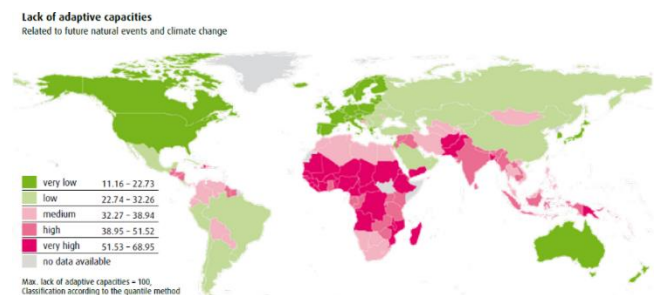 Lack of adaptive capacities
Related to future natural events and climate change
very low 11.16 – 22.73
low 22.74 – 32.26
medium 32.27 – 38.94
high 38.95 – 51.52
very high 51.53 – 68.95
no data available
Max. lack of adaptive capacities = 100,
Classification according to the quantile method